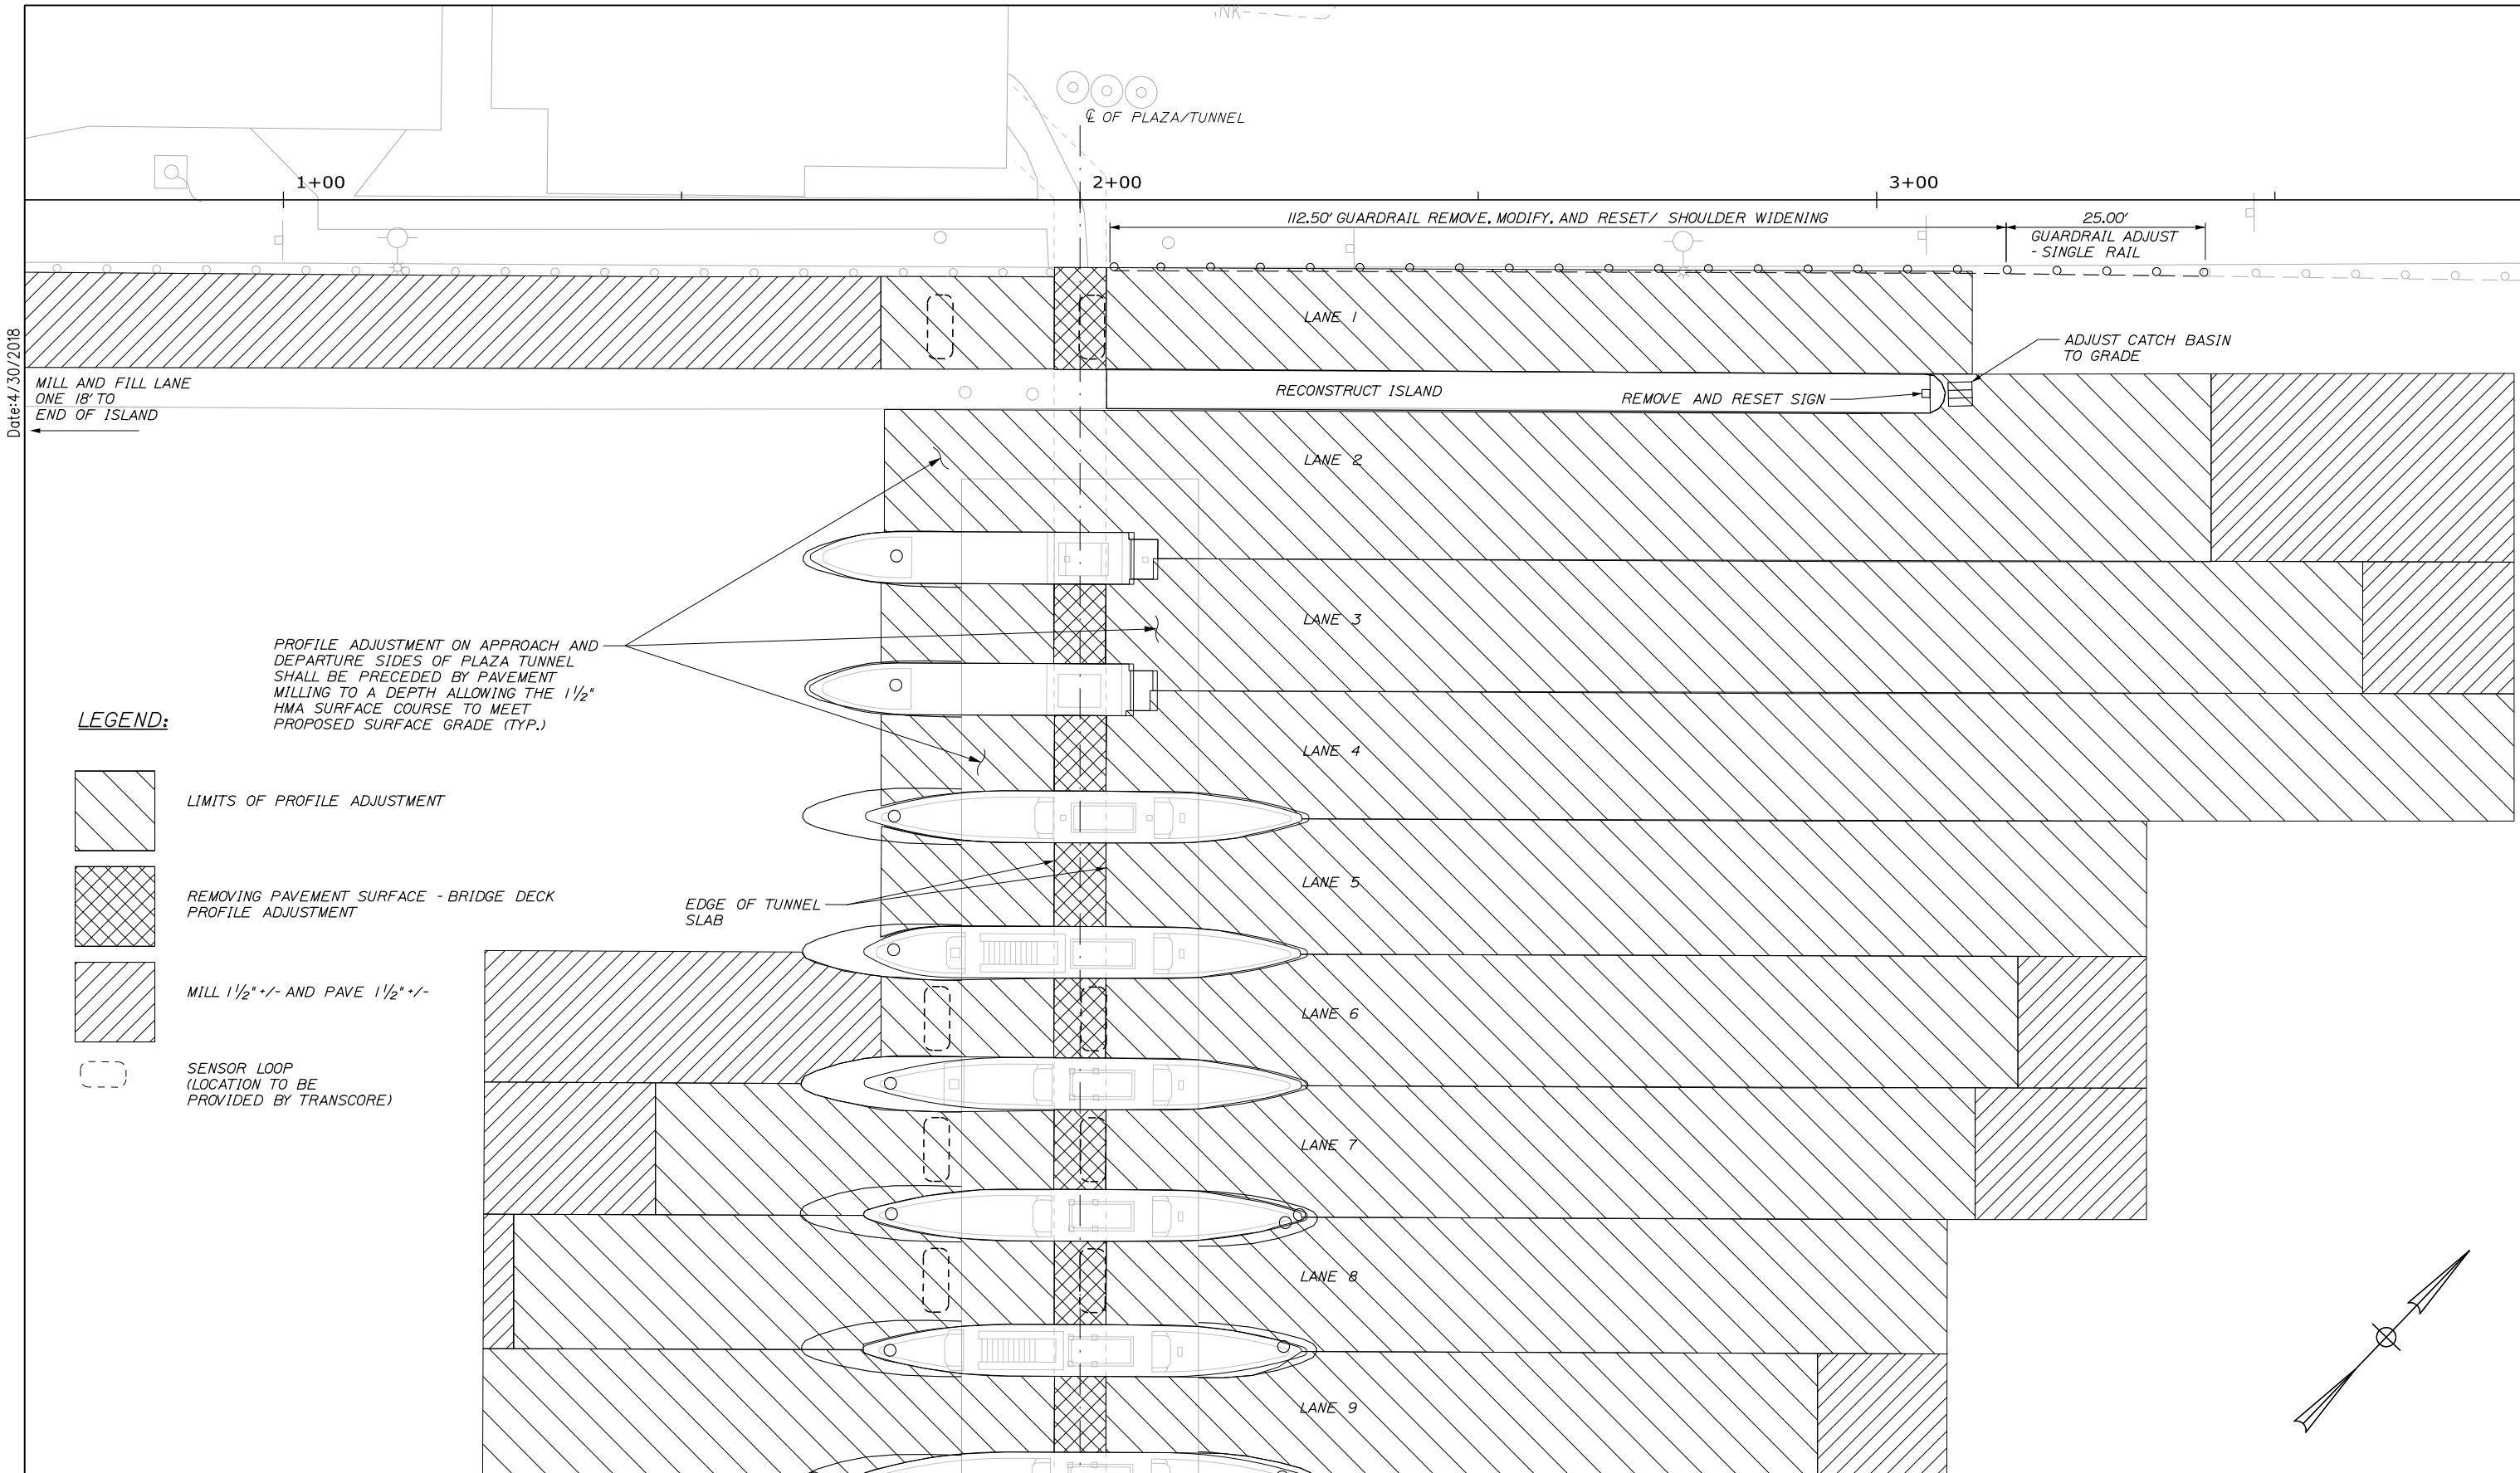 ℄ OF PLAZA/TUNNEL
1+00
2+00
3+00
112.50' GUARDRAIL REMOVE, MODIFY, AND RESET/ SHOULDER WIDENING
25.00'
GUARDRAIL ADJUST
- SINGLE RAIL
LANE 1
ADJUST CATCH BASIN
TO GRADE
Date:4/30/2018
MILL AND FILL LANE
ONE 18' TO
END OF ISLAND
RECONSTRUCT ISLAND
REMOVE AND RESET SIGN
LANE 2
LANE 3
PROFILE ADJUSTMENT ON APPROACH AND
DEPARTURE SIDES OF PLAZA TUNNEL
SHALL BE PRECEDED BY PAVEMENT
MILLING TO A DEPTH ALLOWING THE 1½"
HMA SURFACE COURSE TO MEET
PROPOSED SURFACE GRADE (TYP.)
LANE 4
LEGEND:
LIMITS OF PROFILE ADJUSTMENT
REMOVING PAVEMENT SURFACE - BRIDGE DECK
PROFILE ADJUSTMENT
MILL 1½" +/- AND PAVE 1½" +/-
SENSOR LOOP
(LOCATION TO BE
PROVIDED BY TRANSCORE)
EDGE OF TUNNEL
SLAB
LANE 5
LANE 6
LANE 7
LANE 8
LANE 9